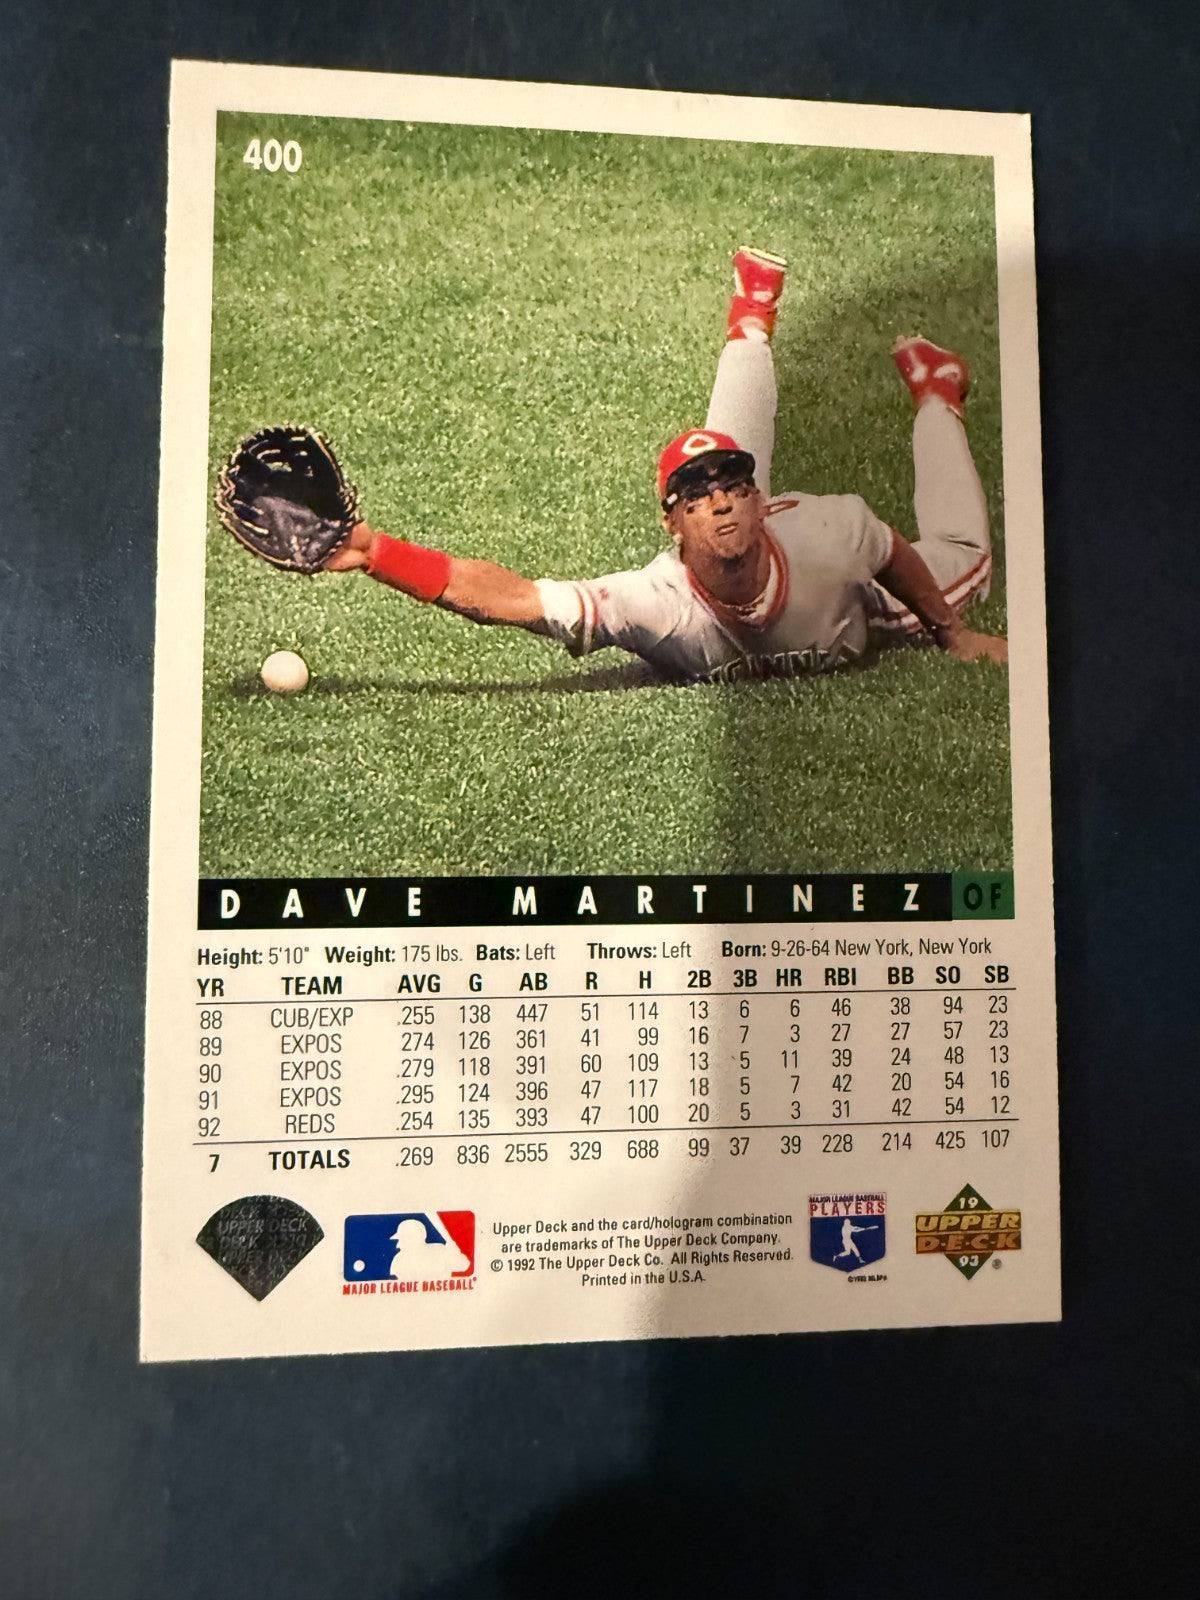 400
DAVE MARTINEZ OF
Height: 5'10" Weight: 175 lbs. Bats: Left Throws: Left Born: 9-26-64 New York, New York
YR TEAM AVG G AB R H 2B 3B HR RBI BB SO SB
88 CUB/EXP .255 138 447 51 114 13 6 6 46 38 94 23
89 EXPOS .274 126 361 41 99 16 7 3 27 27 57 23
90 EXPOS .279 118 391 60 109 13 5 11 39 24 48 13
91 EXPOS .295 124 396 47 117 18 5 7 42 20 54 16
92 REDS .254 135 393 47 100 20 5 3 31 42 54 12
7 TOTALS .269 836 2555 329 688 99 37 39 228 214 425 107
UPPER DECK
MAJOR LEAGUE BASEBALL
Upper Deck and the card/hologram combination
are trademarks of The Upper Deck Company.
© 1992 The Upper Deck Co. All Rights Reserved.
Printed in the U.S.A.
MAJOR LEAGUE BASEBALL
PLAYERS
19
UPPER
D·E·C·K
93 ®